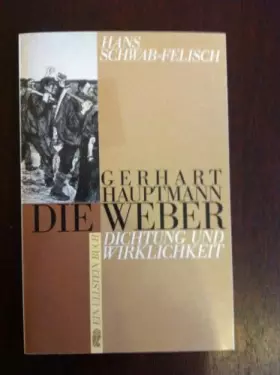 HANS
SCHWAB-FELISCH
GERHART
HAUPTMANN
DIE WEBER
DICHTUNG UND
WIRKLICHKEIT
EIN ULLSTEIN BUCH